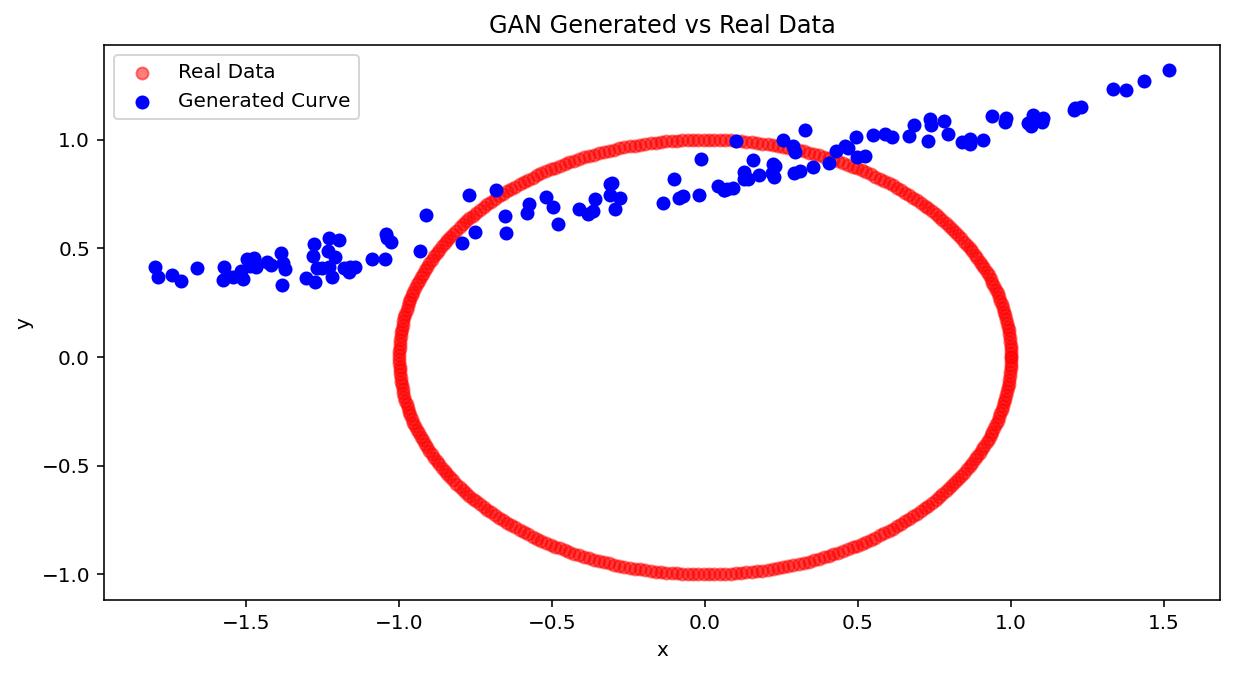 GAN Generated vs Real Data
Real Data
Generated Curve
1.0
0.5
0.0
−0.5
−1.0
y
−1.5 −1.0 −0.5 0.0 0.5 1.0 1.5
x